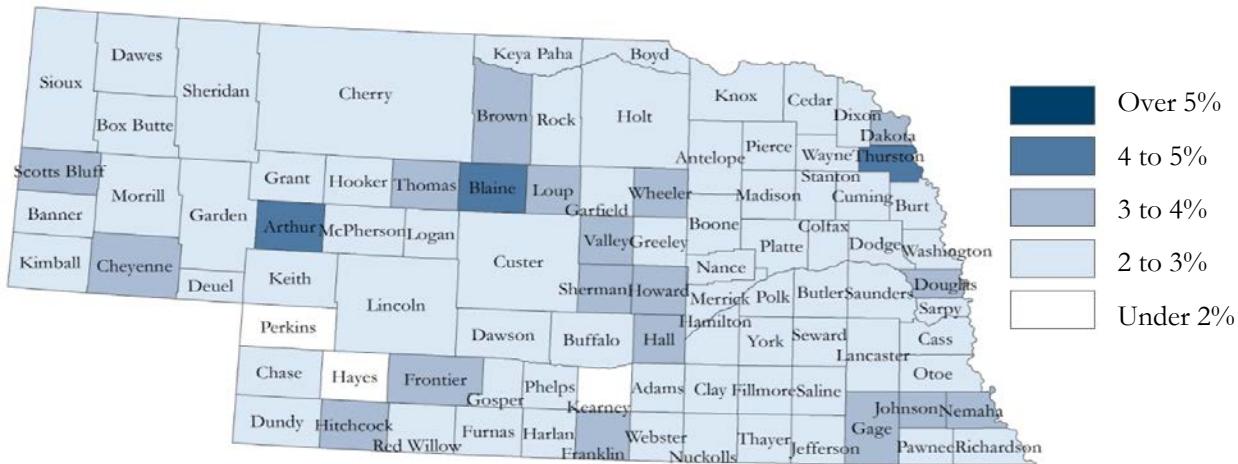 Keya Paha
Boyd
Dawes
Sioux
Sheridan
Cherry
Knox
Cedar
Dixon
Brown
Rock
Holt
Dakota
Box Butte
Pierce
Antelope
Wayne
Thurston
Scotts Bluff
Grant
Hooker
Thomas
Blaine
Loup
Wheeler
Stanton
Morrill
Madison
Cuming
Burt
Garden
Garfield
Banner
Arthur
McPherson
Logan
Boone
Colfax
Valley
Greeley
Platte
Dodge
Washington
Custer
Kimball
Cheyenne
Keith
Nance
Deuel
Sherman
Howard
Douglas
Merrick
Polk
Butler
Saunders
Lincoln
Sarpy
Hamilton
Perkins
Dawson
Buffalo
Hall
York
Seward
Cass
Lancaster
Chase
Hayes
Frontier
Otoe
Gosper
Phelps
Adams
Clay
Fillmore
Saline
Kearney
Johnson
Nemaha
Dundy
Hitchcock
Red Willow
Furnas
Harlan
Franklin
Webster
Nuckolls
Thayer
Jefferson
Gage
Pawnee
Richardson
Over 5%
4 to 5%
3 to 4%
2 to 3%
Under 2%